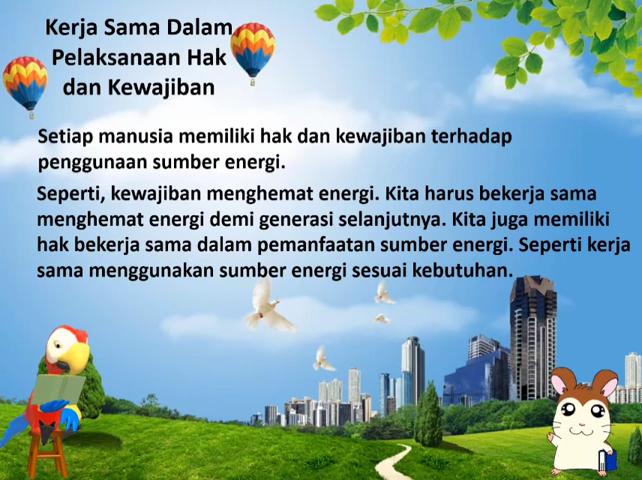 Kerja Sama Dalam
Pelaksanaan Hak
dan Kewajiban
Setiap manusia memiliki hak dan kewajiban terhadap
penggunaan sumber energi.
Seperti, kewajiban menghemat energi. Kita harus bekerja sama
menghemat energi demi generasi selanjutnya. Kita juga memiliki
hak bekerja sama dalam pemanfaatan sumber energi. Seperti kerja
sama menggunakan sumber energi sesuai kebutuhan.